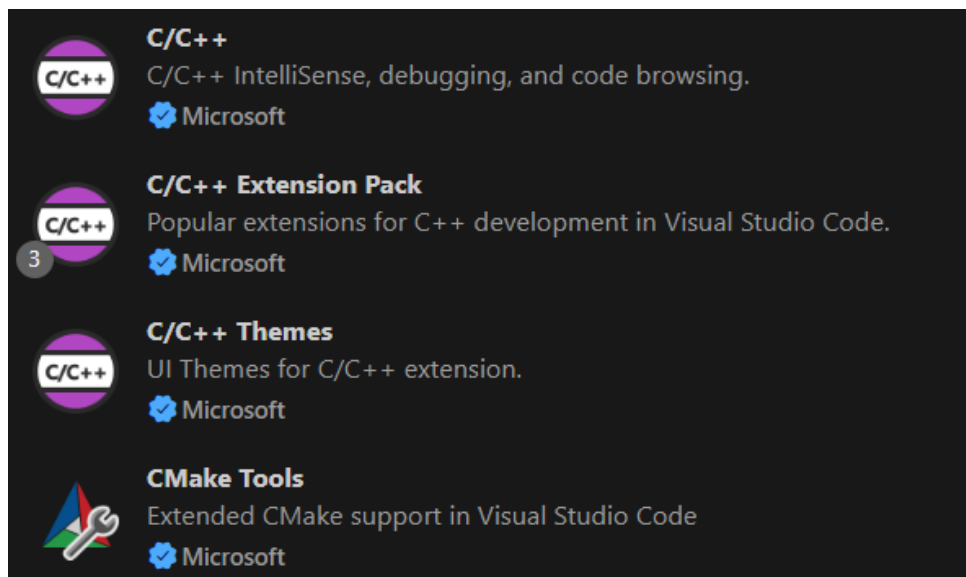 C/C++
C/C++
C/C++ IntelliSense, debugging, and code browsing.
Microsoft
C/C++ Extension Pack
C/C++
Popular extensions for C++ development in Visual Studio Code.
3
Microsoft
C/C++ Themes
C/C++
UI Themes for C/C++ extension.
Microsoft
CMake Tools
Extended CMake support in Visual Studio Code
Microsoft